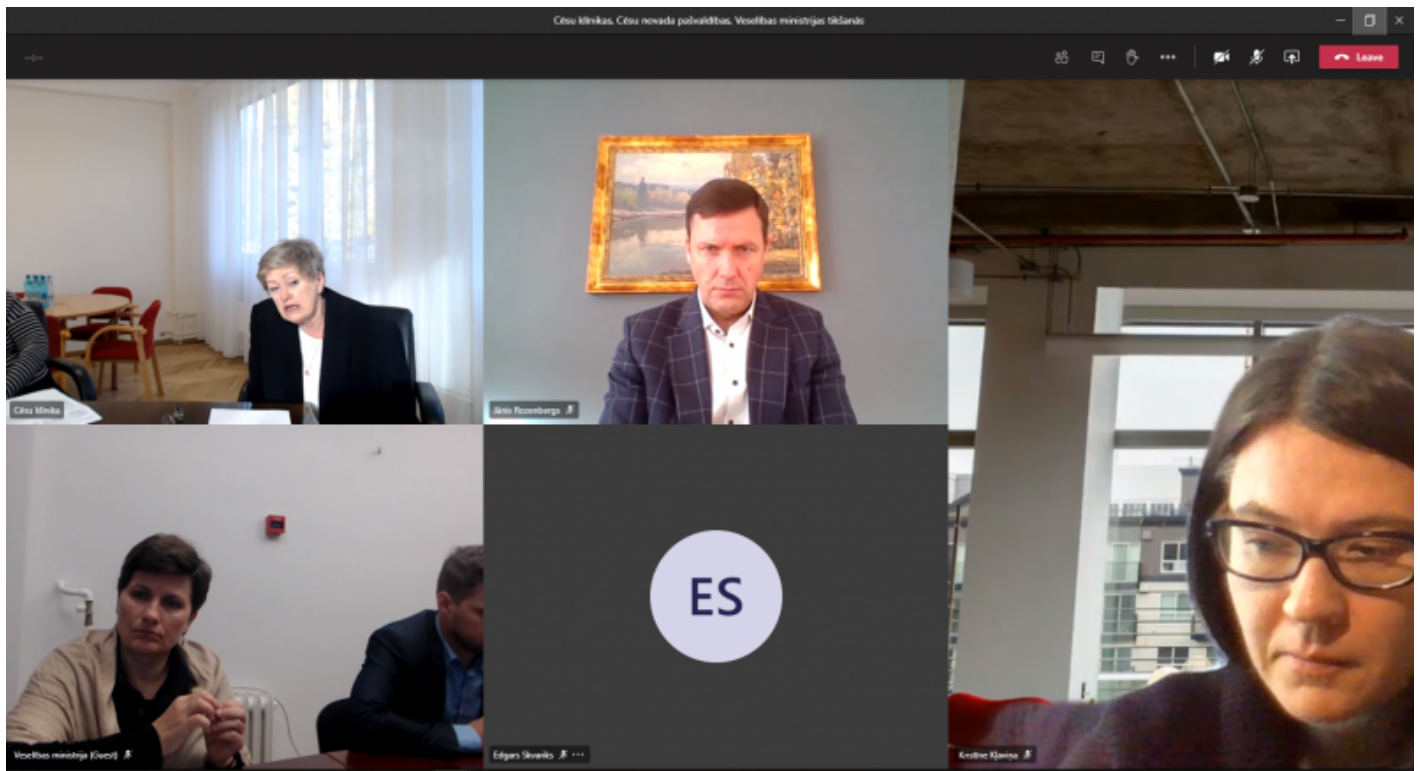 Cēsu klīnikas, Cēsu novada pašvaldības, Veselības ministrijas tikšanās
Leave
Cēsu klīnika
Jānis Rozenbergs
ES
Veselības ministrija (Guest)
Edgars Skvariks
Kristīne Kļaviņa